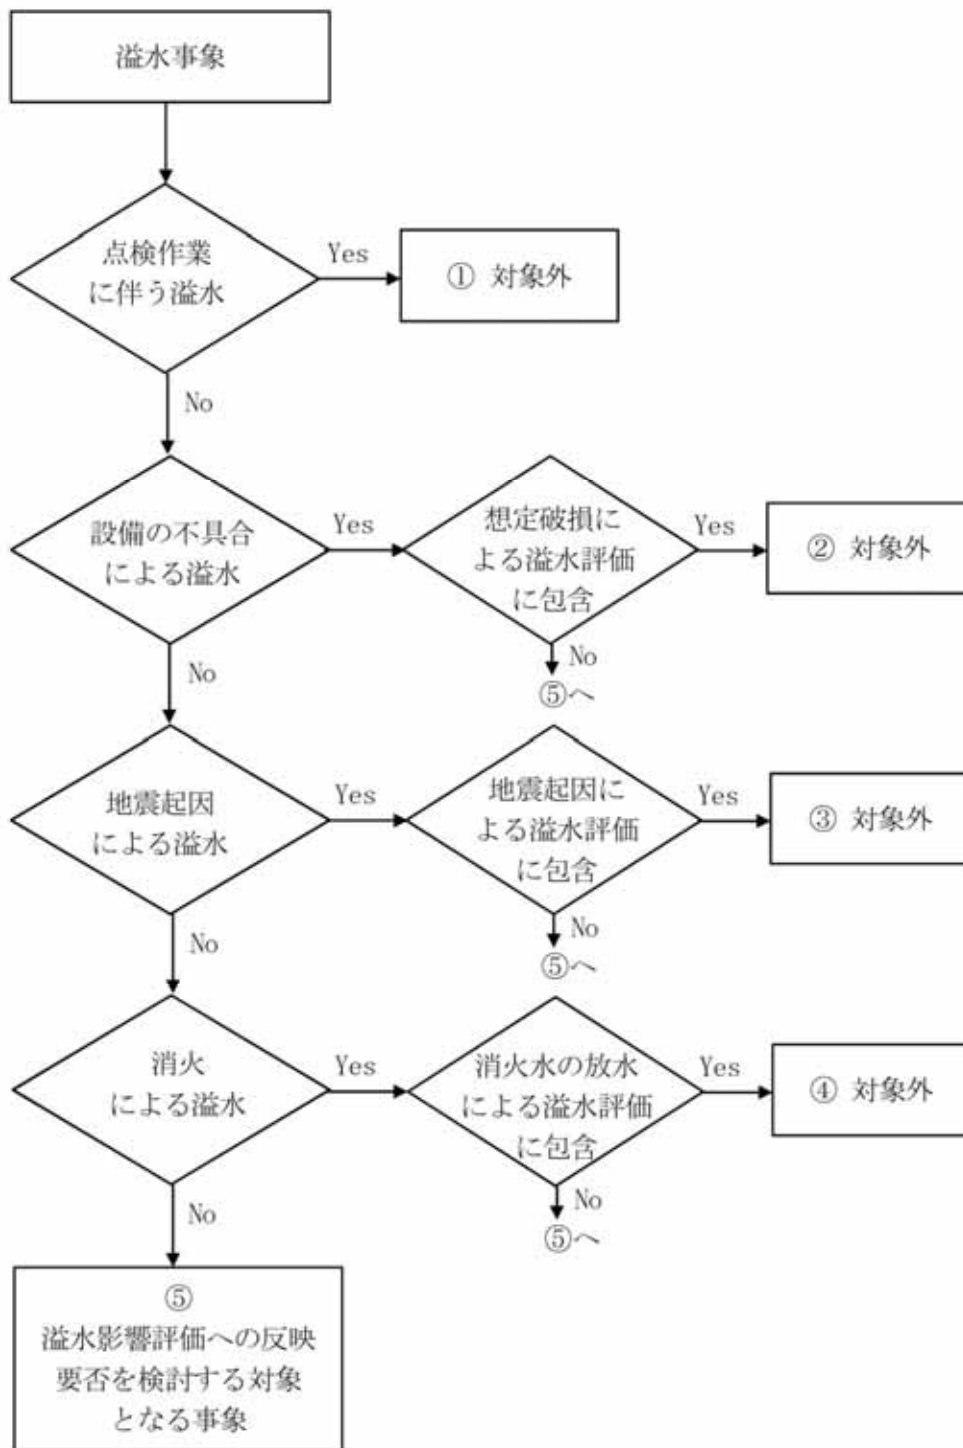 溢水事象
点検作業
に伴う溢水
Yes
① 対象外
No
設備の不具合
による溢水
Yes
想定破損に
よる溢水評価
に包含
Yes
② 対象外
No
⑤へ
No
地震起因
による溢水
Yes
地震起因に
よる溢水評価
に包含
Yes
③ 対象外
No
⑤へ
No
消火
による溢水
Yes
消火水の放水
による溢水評価
に包含
Yes
④ 対象外
No
⑤へ
No
⑤
溢水影響評価への反映
要否を検討する対象
となる事象